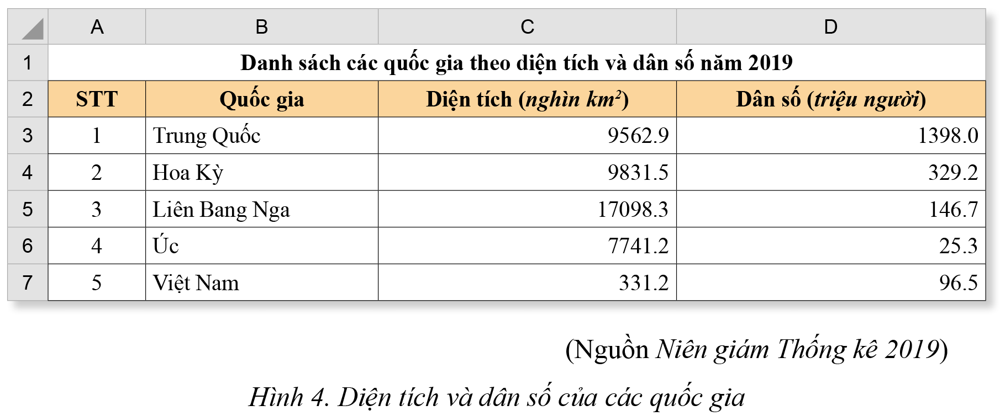 A B C D
1 Danh sách các quốc gia theo diện tích và dân số năm 2019
2 STT Quốc gia Diện tích (nghìn km²) Dân số (triệu người)
3 1 Trung Quốc 9562.9 1398.0
4 2 Hoa Kỳ 9831.5 329.2
5 3 Liên Bang Nga 17098.3 146.7
6 4 Úc 7741.2 25.3
7 5 Việt Nam 331.2 96.5
(Nguồn Niên giám Thống kê 2019)
Hình 4. Diện tích và dân số của các quốc gia